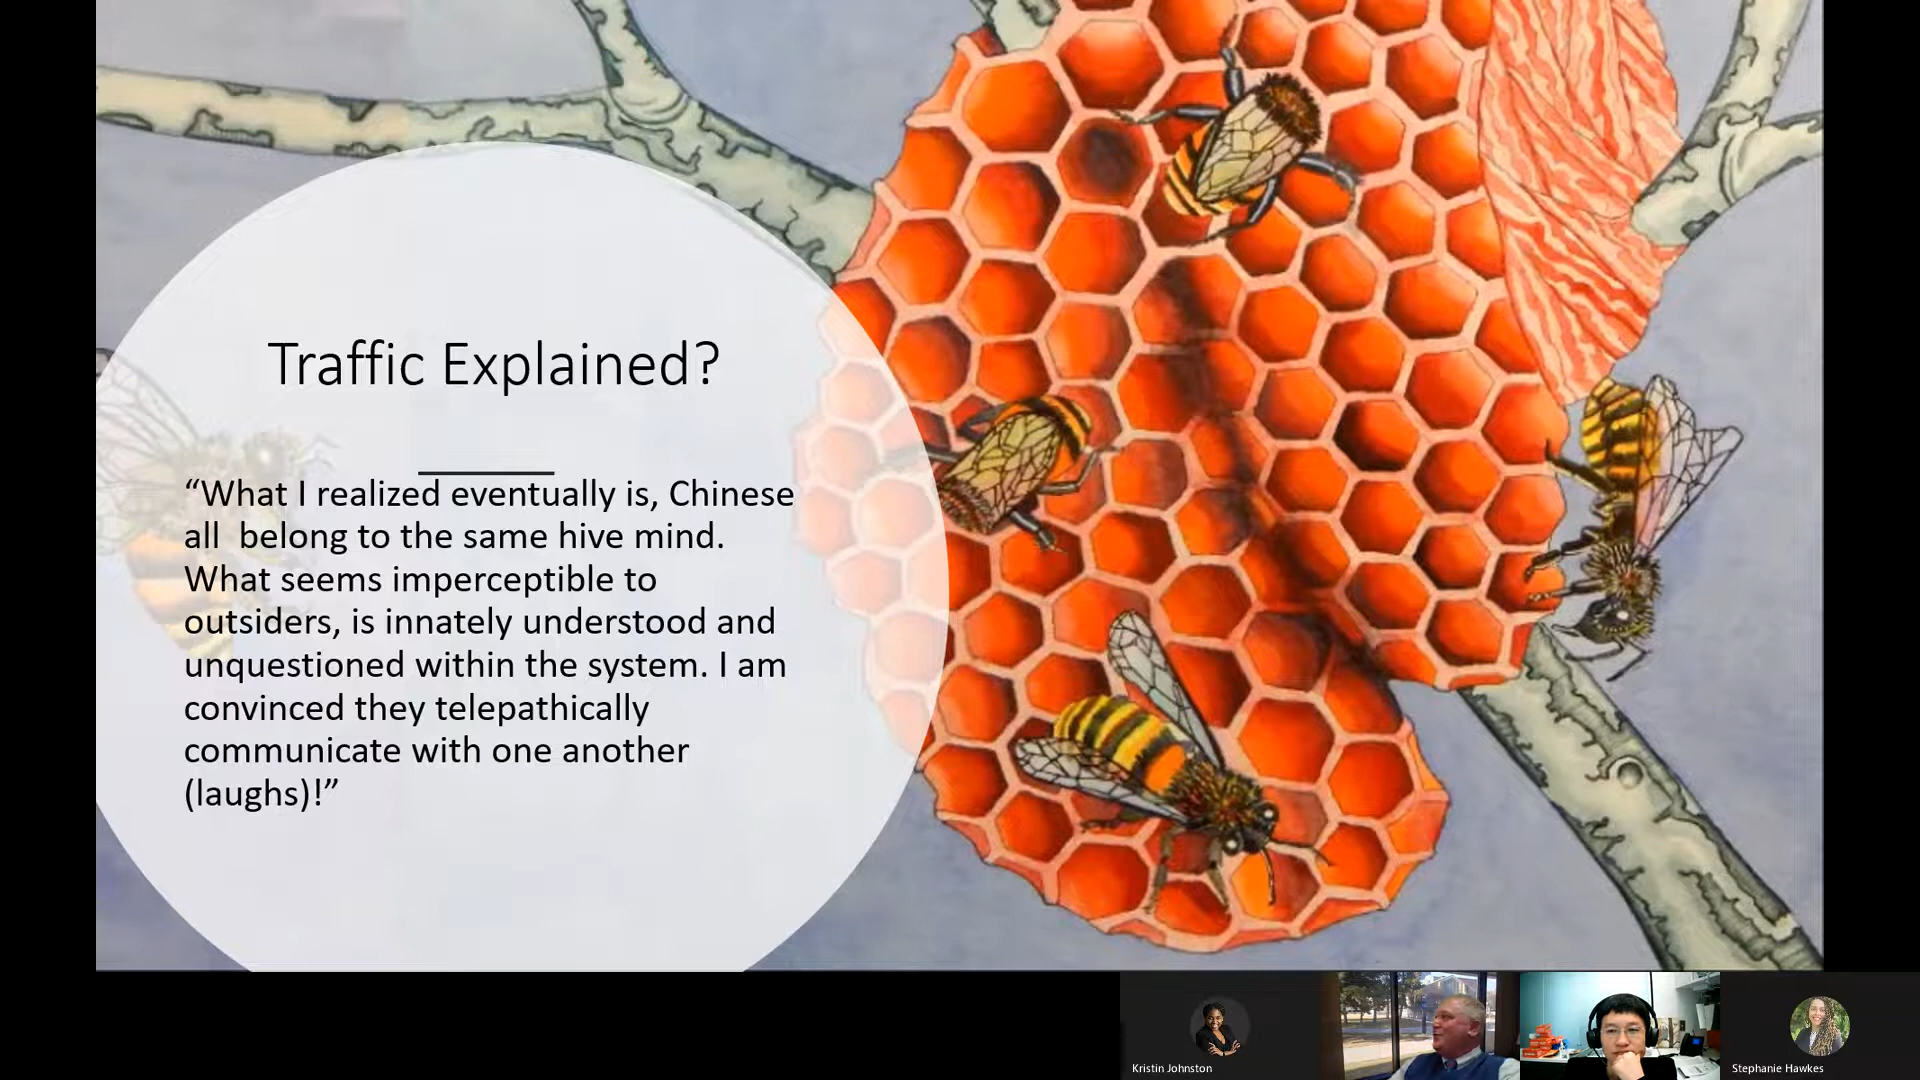 Traffic Explained?
“What I realized eventually is, Chinese
all  belong to the same hive mind.
What seems imperceptible to
outsiders, is innately understood and
unquestioned within the system. I am
convinced they telepathically
communicate with one another
(laughs)!”
Kristin Johnston
Stephanie Hawkes